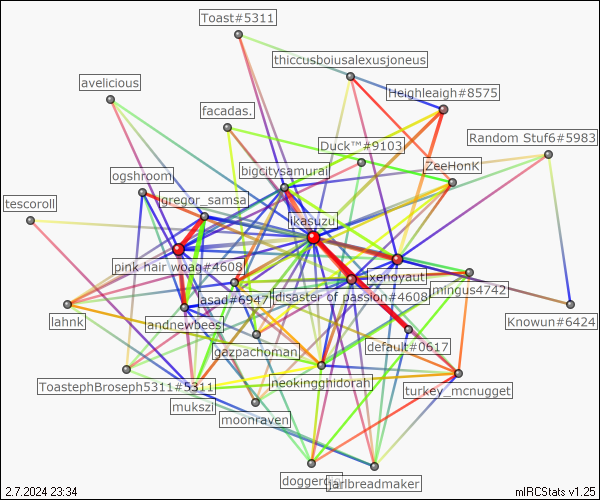 Toast#5311
thiccusboiusalexusjoneus
avelicious
Heighleaigh#8575
facadas.
Random Stuf6#5983
Duck™#9103
ZeeHonK
bigcitysamurai
ogshroom
gregor_samsa
tescoroll
ikasuzu
pink hair woag#4608
xenoyaut
mingus4742
asad#6947
disaster of passion#4608
lahnk
andnewbees
Knowun#6424
default#0617
gazpachoman
neokingghidorah
ToastephBroseph5311#5311
turkey_mcnugget
mukszi
moonraven
jarlbreadmaker
2.7.2024 23:34
mIRCStats v1.25